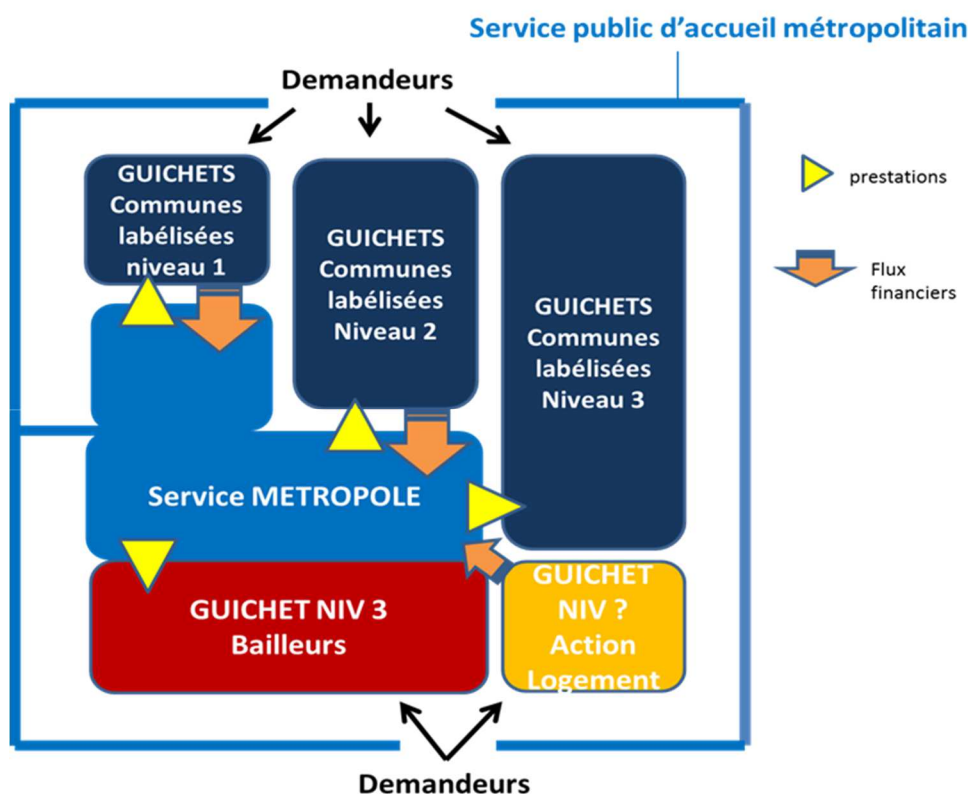 Service public d'accueil métropolitain
Demandeurs
GUICHETS
Communes
labélisées
niveau 1
GUICHETS
Communes
labélisées
Niveau 2
GUICHETS
Communes
labélisées
Niveau 3
prestations
Flux
financiers
Service METROPOLE
GUICHET NIV 3
Bailleurs
GUICHET
NIV ?
Action
Logement
Demandeurs